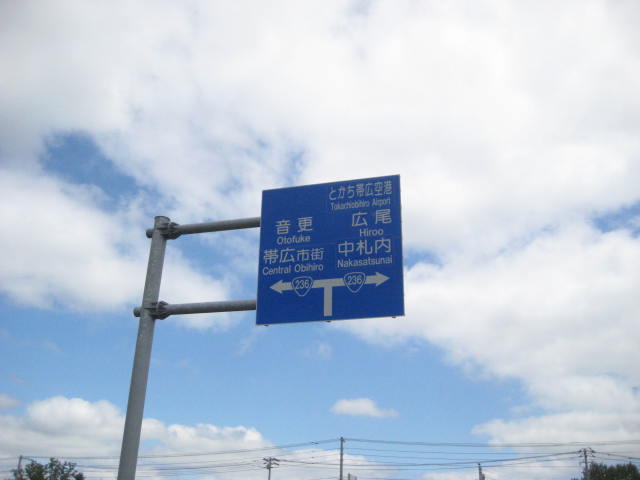 とかち帯広空港
Tokachiobihiro Airport
音更
Otofuke
広尾
Hiroo
帯広市街
Central Obihiro
中札内
Nakasatsunai
236
236